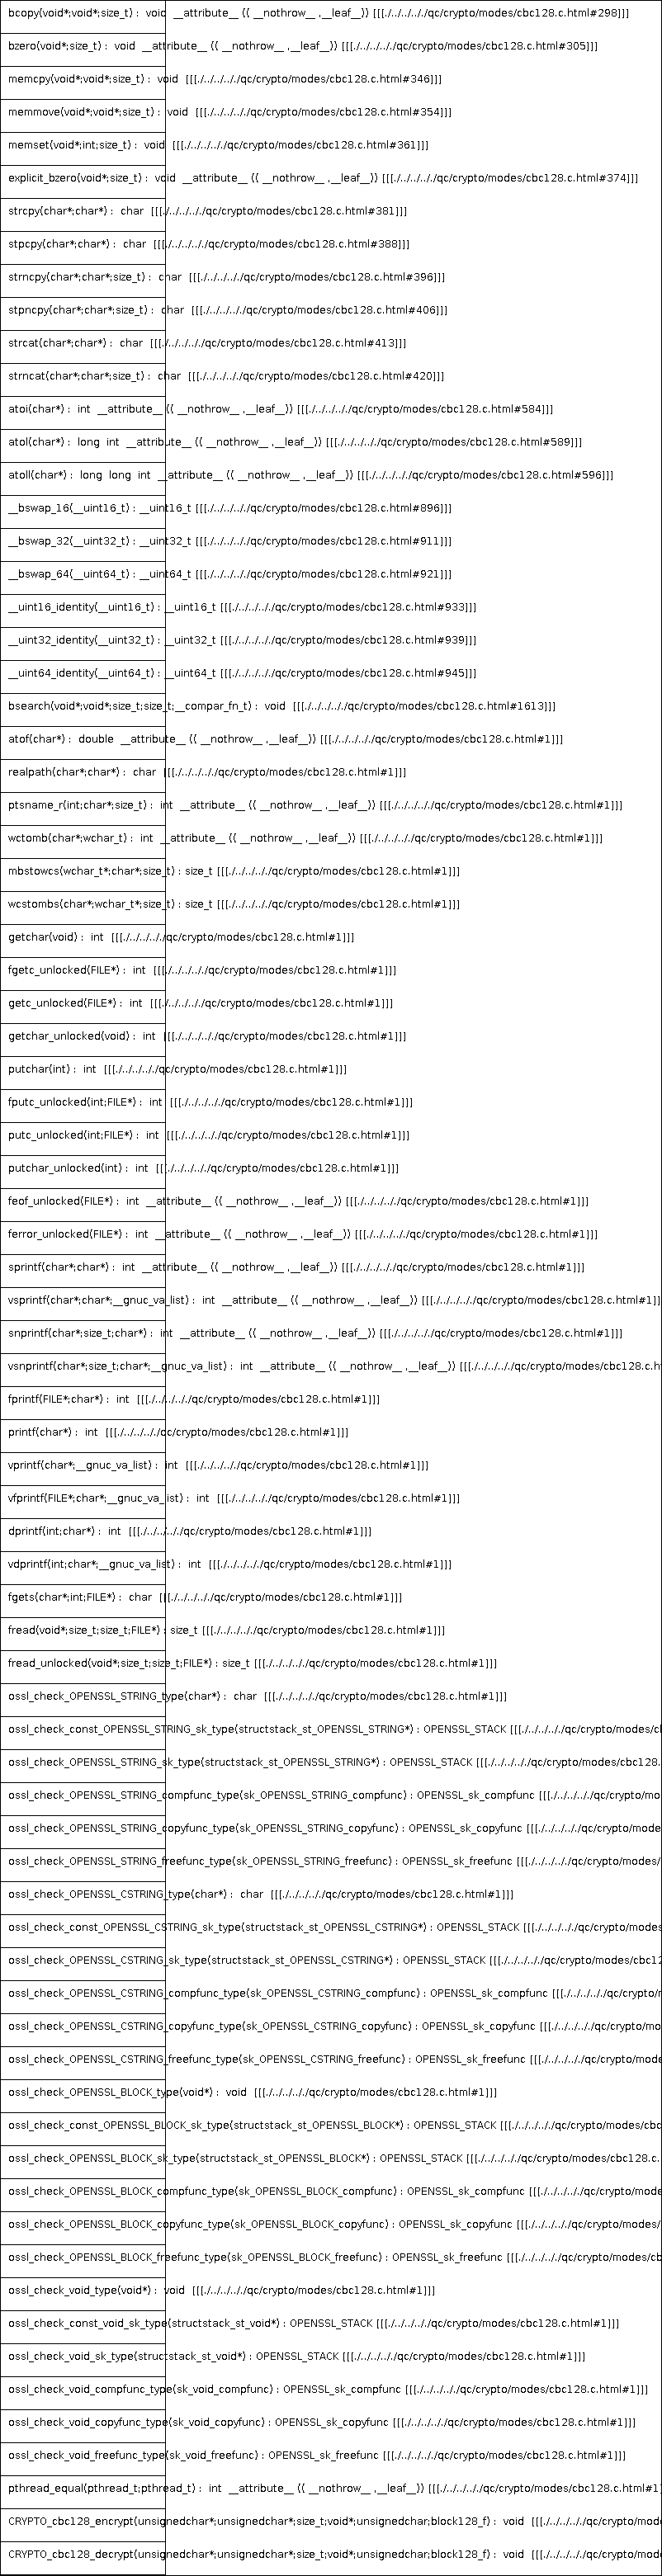 bcopy(void*;void*;size_t) : void __attribute__ (( __nothrow__ ,__leaf__)) [[[./../../../../qc/crypto/modes/cbc128.c.html#298]]]
bzero(void*;size_t) : void __attribute__ (( __nothrow__ ,__leaf__)) [[[./../../../../qc/crypto/modes/cbc128.c.html#305]]]
memcpy(void*;void*;size_t) : void [[[./../../../../qc/crypto/modes/cbc128.c.html#346]]]
memmove(void*;void*;size_t) : void [[[./../../../../qc/crypto/modes/cbc128.c.html#354]]]
memset(void*;int;size_t) : void [[[./../../../../qc/crypto/modes/cbc128.c.html#361]]]
explicit_bzero(void*;size_t) : void __attribute__ (( __nothrow__ ,__leaf__)) [[[./../../../../qc/crypto/modes/cbc128.c.html#374]]]
strcpy(char*;char*) : char [[[./../../../../qc/crypto/modes/cbc128.c.html#381]]]
stpcpy(char*;char*) : char [[[./../../../../qc/crypto/modes/cbc128.c.html#388]]]
strncpy(char*;char*;size_t) : char [[[./../../../../qc/crypto/modes/cbc128.c.html#396]]]
stpncpy(char*;char*;size_t) : char [[[./../../../../qc/crypto/modes/cbc128.c.html#406]]]
strcat(char*;char*) : char [[[./../../../../qc/crypto/modes/cbc128.c.html#413]]]
strncat(char*;char*;size_t) : char [[[./../../../../qc/crypto/modes/cbc128.c.html#420]]]
atoi(char*) : int __attribute__ (( __nothrow__ ,__leaf__)) [[[./../../../../qc/crypto/modes/cbc128.c.html#584]]]
atol(char*) : long int __attribute__ (( __nothrow__ ,__leaf__)) [[[./../../../../qc/crypto/modes/cbc128.c.html#589]]]
atoll(char*) : long long int __attribute__ (( __nothrow__ ,__leaf__)) [[[./../../../../qc/crypto/modes/cbc128.c.html#596]]]
__bswap_16(__uint16_t) : __uint16_t [[[./../../../../qc/crypto/modes/cbc128.c.html#896]]]
__bswap_32(__uint32_t) : __uint32_t [[[./../../../../qc/crypto/modes/cbc128.c.html#911]]]
__bswap_64(__uint64_t) : __uint64_t [[[./../../../../qc/crypto/modes/cbc128.c.html#921]]]
__uint16_identity(__uint16_t) : __uint16_t [[[./../../../../qc/crypto/modes/cbc128.c.html#933]]]
__uint32_identity(__uint32_t) : __uint32_t [[[./../../../../qc/crypto/modes/cbc128.c.html#939]]]
__uint64_identity(__uint64_t) : __uint64_t [[[./../../../../qc/crypto/modes/cbc128.c.html#945]]]
bsearch(void*;void*;size_t;size_t;__compar_fn_t) : void [[[./../../../../qc/crypto/modes/cbc128.c.html#1613]]]
atof(char*) : double __attribute__ (( __nothrow__ ,__leaf__)) [[[./../../../../qc/crypto/modes/cbc128.c.html#1]]]
realpath(char*;char*) : char [[[./../../../../qc/crypto/modes/cbc128.c.html#1]]]
ptsname_r(int;char*;size_t) : int __attribute__ (( __nothrow__ ,__leaf__)) [[[./../../../../qc/crypto/modes/cbc128.c.html#1]]]
wctomb(char*;wchar_t) : int __attribute__ (( __nothrow__ ,__leaf__)) [[[./../../../../qc/crypto/modes/cbc128.c.html#1]]]
mbstowcs(wchar_t*;char*;size_t) : size_t [[[./../../../../qc/crypto/modes/cbc128.c.html#1]]]
wcstombs(char*;wchar_t*;size_t) : size_t [[[./../../../../qc/crypto/modes/cbc128.c.html#1]]]
getchar(void) : int [[[./../../../../qc/crypto/modes/cbc128.c.html#1]]]
fgetc_unlocked(FILE*) : int [[[./../../../../qc/crypto/modes/cbc128.c.html#1]]]
getc_unlocked(FILE*) : int [[[./../../../../qc/crypto/modes/cbc128.c.html#1]]]
getchar_unlocked(void) : int [[[./../../../../qc/crypto/modes/cbc128.c.html#1]]]
putchar(int) : int [[[./../../../../qc/crypto/modes/cbc128.c.html#1]]]
fputc_unlocked(int;FILE*) : int [[[./../../../../qc/crypto/modes/cbc128.c.html#1]]]
putc_unlocked(int;FILE*) : int [[[./../../../../qc/crypto/modes/cbc128.c.html#1]]]
putchar_unlocked(int) : int [[[./../../../../qc/crypto/modes/cbc128.c.html#1]]]
feof_unlocked(FILE*) : int __attribute__ (( __nothrow__ ,__leaf__)) [[[./../../../../qc/crypto/modes/cbc128.c.html#1]]]
ferror_unlocked(FILE*) : int __attribute__ (( __nothrow__ ,__leaf__)) [[[./../../../../qc/crypto/modes/cbc128.c.html#1]]]
sprintf(char*;char*) : int __attribute__ (( __nothrow__ ,__leaf__)) [[[./../../../../qc/crypto/modes/cbc128.c.html#1]]]
vsprintf(char*;char*;__gnuc_va_list) : int __attribute__ (( __nothrow__ ,__leaf__)) [[[./../../../../qc/crypto/modes/cbc128.c.html#1]]]
snprintf(char*;size_t;char*) : int __attribute__ (( __nothrow__ ,__leaf__)) [[[./../../../../qc/crypto/modes/cbc128.c.html#1]]]
vsnprintf(char*;size_t;char*;__gnuc_va_list) : int __attribute__ (( __nothrow__ ,__leaf__)) [[[./../../../../qc/crypto/modes/cbc128.c.h
fprintf(FILE*;char*) : int [[[./../../../../qc/crypto/modes/cbc128.c.html#1]]]
printf(char*) : int [[[./../../../../qc/crypto/modes/cbc128.c.html#1]]]
vprintf(char*;__gnuc_va_list) : int [[[./../../../../qc/crypto/modes/cbc128.c.html#1]]]
vfprintf(FILE*;char*;__gnuc_va_list) : int [[[./../../../../qc/crypto/modes/cbc128.c.html#1]]]
dprintf(int;char*) : int [[[./../../../../qc/crypto/modes/cbc128.c.html#1]]]
vdprintf(int;char*;__gnuc_va_list) : int [[[./../../../../qc/crypto/modes/cbc128.c.html#1]]]
fgets(char*;int;FILE*) : char [[[./../../../../qc/crypto/modes/cbc128.c.html#1]]]
fread(void*;size_t;size_t;FILE*) : size_t [[[./../../../../qc/crypto/modes/cbc128.c.html#1]]]
fread_unlocked(void*;size_t;size_t;FILE*) : size_t [[[./../../../../qc/crypto/modes/cbc128.c.html#1]]]
ossl_check_OPENSSL_STRING_type(char*) : char [[[./../../../../qc/crypto/modes/cbc128.c.html#1]]]
ossl_check_const_OPENSSL_STRING_sk_type(structstack_st_OPENSSL_STRING*) : OPENSSL_STACK [[[./../../../../qc/crypto/modes/c
ossl_check_OPENSSL_STRING_sk_type(structstack_st_OPENSSL_STRING*) : OPENSSL_STACK [[[./../../../../qc/crypto/modes/cbc128.
ossl_check_OPENSSL_STRING_compfunc_type(sk_OPENSSL_STRING_compfunc) : OPENSSL_sk_compfunc [[[./../../../../qc/crypto/mo
ossl_check_OPENSSL_STRING_copyfunc_type(sk_OPENSSL_STRING_copyfunc) : OPENSSL_sk_copyfunc [[[./../../../../qc/crypto/mode
ossl_check_OPENSSL_STRING_freefunc_type(sk_OPENSSL_STRING_freefunc) : OPENSSL_sk_freefunc [[[./../../../../qc/crypto/modes/
ossl_check_OPENSSL_CSTRING_type(char*) : char [[[./../../../../qc/crypto/modes/cbc128.c.html#1]]]
ossl_check_const_OPENSSL_CSTRING_sk_type(structstack_st_OPENSSL_CSTRING*) : OPENSSL_STACK [[[./../../../../qc/crypto/modes
ossl_check_OPENSSL_CSTRING_sk_type(structstack_st_OPENSSL_CSTRING*) : OPENSSL_STACK [[[./../../../../qc/crypto/modes/cbc12
ossl_check_OPENSSL_CSTRING_compfunc_type(sk_OPENSSL_CSTRING_compfunc) : OPENSSL_sk_compfunc [[[./../../../../qc/crypto/
ossl_check_OPENSSL_CSTRING_copyfunc_type(sk_OPENSSL_CSTRING_copyfunc) : OPENSSL_sk_copyfunc [[[./../../../../qc/crypto/mo
ossl_check_OPENSSL_CSTRING_freefunc_type(sk_OPENSSL_CSTRING_freefunc) : OPENSSL_sk_freefunc [[[./../../../../qc/crypto/mode
ossl_check_OPENSSL_BLOCK_type(void*) : void [[[./../../../../qc/crypto/modes/cbc128.c.html#1]]]
ossl_check_const_OPENSSL_BLOCK_sk_type(structstack_st_OPENSSL_BLOCK*) : OPENSSL_STACK [[[./../../../../qc/crypto/modes/cbc
ossl_check_OPENSSL_BLOCK_sk_type(structstack_st_OPENSSL_BLOCK*) : OPENSSL_STACK [[[./../../../../qc/crypto/modes/cbc128.c.
ossl_check_OPENSSL_BLOCK_compfunc_type(sk_OPENSSL_BLOCK_compfunc) : OPENSSL_sk_compfunc [[[./../../../../qc/crypto/mode
ossl_check_OPENSSL_BLOCK_copyfunc_type(sk_OPENSSL_BLOCK_copyfunc) : OPENSSL_sk_copyfunc [[[./../../../../qc/crypto/modes/
ossl_check_OPENSSL_BLOCK_freefunc_type(sk_OPENSSL_BLOCK_freefunc) : OPENSSL_sk_freefunc [[[./../../../../qc/crypto/modes/cb
ossl_check_void_type(void*) : void [[[./../../../../qc/crypto/modes/cbc128.c.html#1]]]
ossl_check_const_void_sk_type(structstack_st_void*) : OPENSSL_STACK [[[./../../../../qc/crypto/modes/cbc128.c.html#1]]]
ossl_check_void_sk_type(structstack_st_void*) : OPENSSL_STACK [[[./../../../../qc/crypto/modes/cbc128.c.html#1]]]
ossl_check_void_compfunc_type(sk_void_compfunc) : OPENSSL_sk_compfunc [[[./../../../../qc/crypto/modes/cbc128.c.html#1]]]
ossl_check_void_copyfunc_type(sk_void_copyfunc) : OPENSSL_sk_copyfunc [[[./../../../../qc/crypto/modes/cbc128.c.html#1]]]
ossl_check_void_freefunc_type(sk_void_freefunc) : OPENSSL_sk_freefunc [[[./../../../../qc/crypto/modes/cbc128.c.html#1]]]
pthread_equal(pthread_t;pthread_t) : int __attribute__ (( __nothrow__ ,__leaf__)) [[[./../../../../qc/crypto/modes/cbc128.c.html#1]
CRYPTO_cbc128_encrypt(unsignedchar*;unsignedchar*;size_t;void*;unsignedchar;block128_f) : void [[[./../../../../qc/crypto/mod
CRYPTO_cbc128_decrypt(unsignedchar*;unsignedchar*;size_t;void*;unsignedchar;block128_f) : void [[[./../../../../qc/crypto/mod